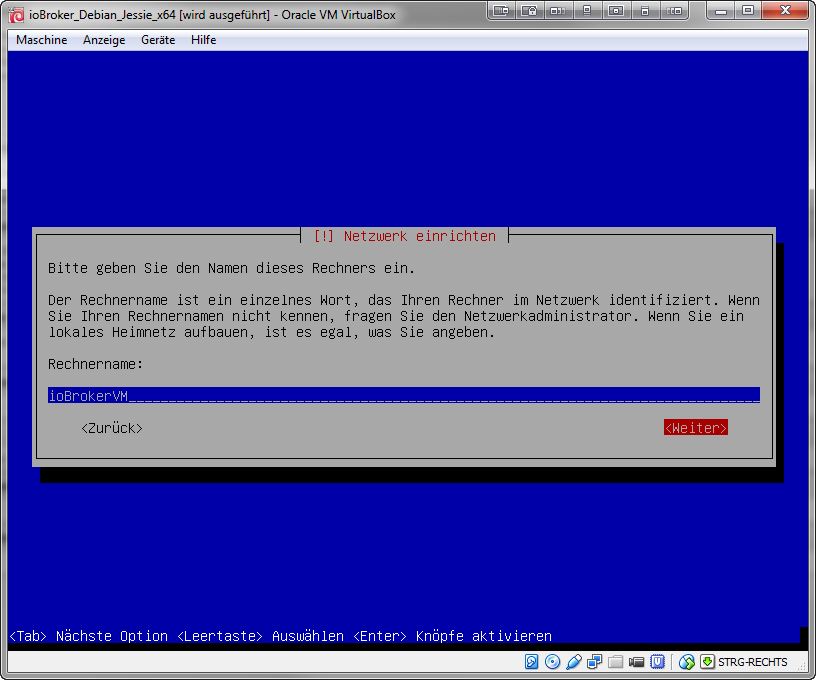 ioBroker_Debian_Jessie_x64 [wird ausgeführt] - Oracle VM VirtualBox
Maschine Anzeige Geräte Hilfe
[!] Netzwerk einrichten
Bitte geben Sie den Namen dieses Rechners ein.
Der Rechnername ist ein einzelnes Wort, das Ihren Rechner im Netzwerk identifiziert. Wenn
Sie Ihren Rechnernamen nicht kennen, fragen Sie den Netzwerkadministrator. Wenn Sie ein
lokales Heimnetz aufbauen, ist es egal, was Sie angeben.
Rechnername:
ioBrokerVM
<Zurück> <Weiter>
<Tab> Nächste Option <Leertaste> Auswählen <Enter> Knöpfe aktivieren
STRG-RECHTS